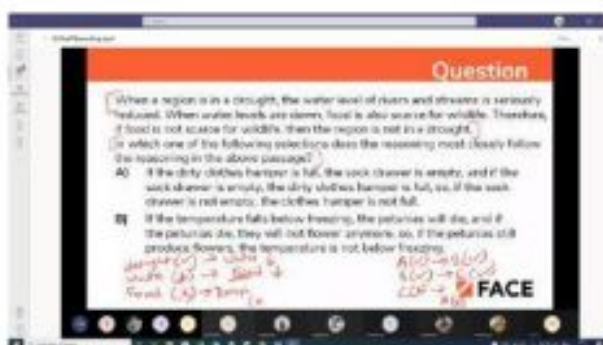 Question
When a region is in a drought, the water level of rivers and streams is seriously
reduced. When water levels are down, food is also scarce for wildlife. Therefore,
if food is not scarce for wildlife, then the region is not in a drought.
In which one of the following selections does the reasoning most closely follow
the reasoning in the above passage?
A) If the dirty clothes hamper is full, the sock drawer is empty, and if the
sock drawer is empty, the dirty clothes hamper is full, so, if the sock
drawer is not empty, the clothes hamper is not full.
B) If the temperature falls below freezing, the petunias will die, and if
the petunias die, they will not flower anymore, so, if the petunias still
produce flowers, the temperature is not below freezing.
FACE